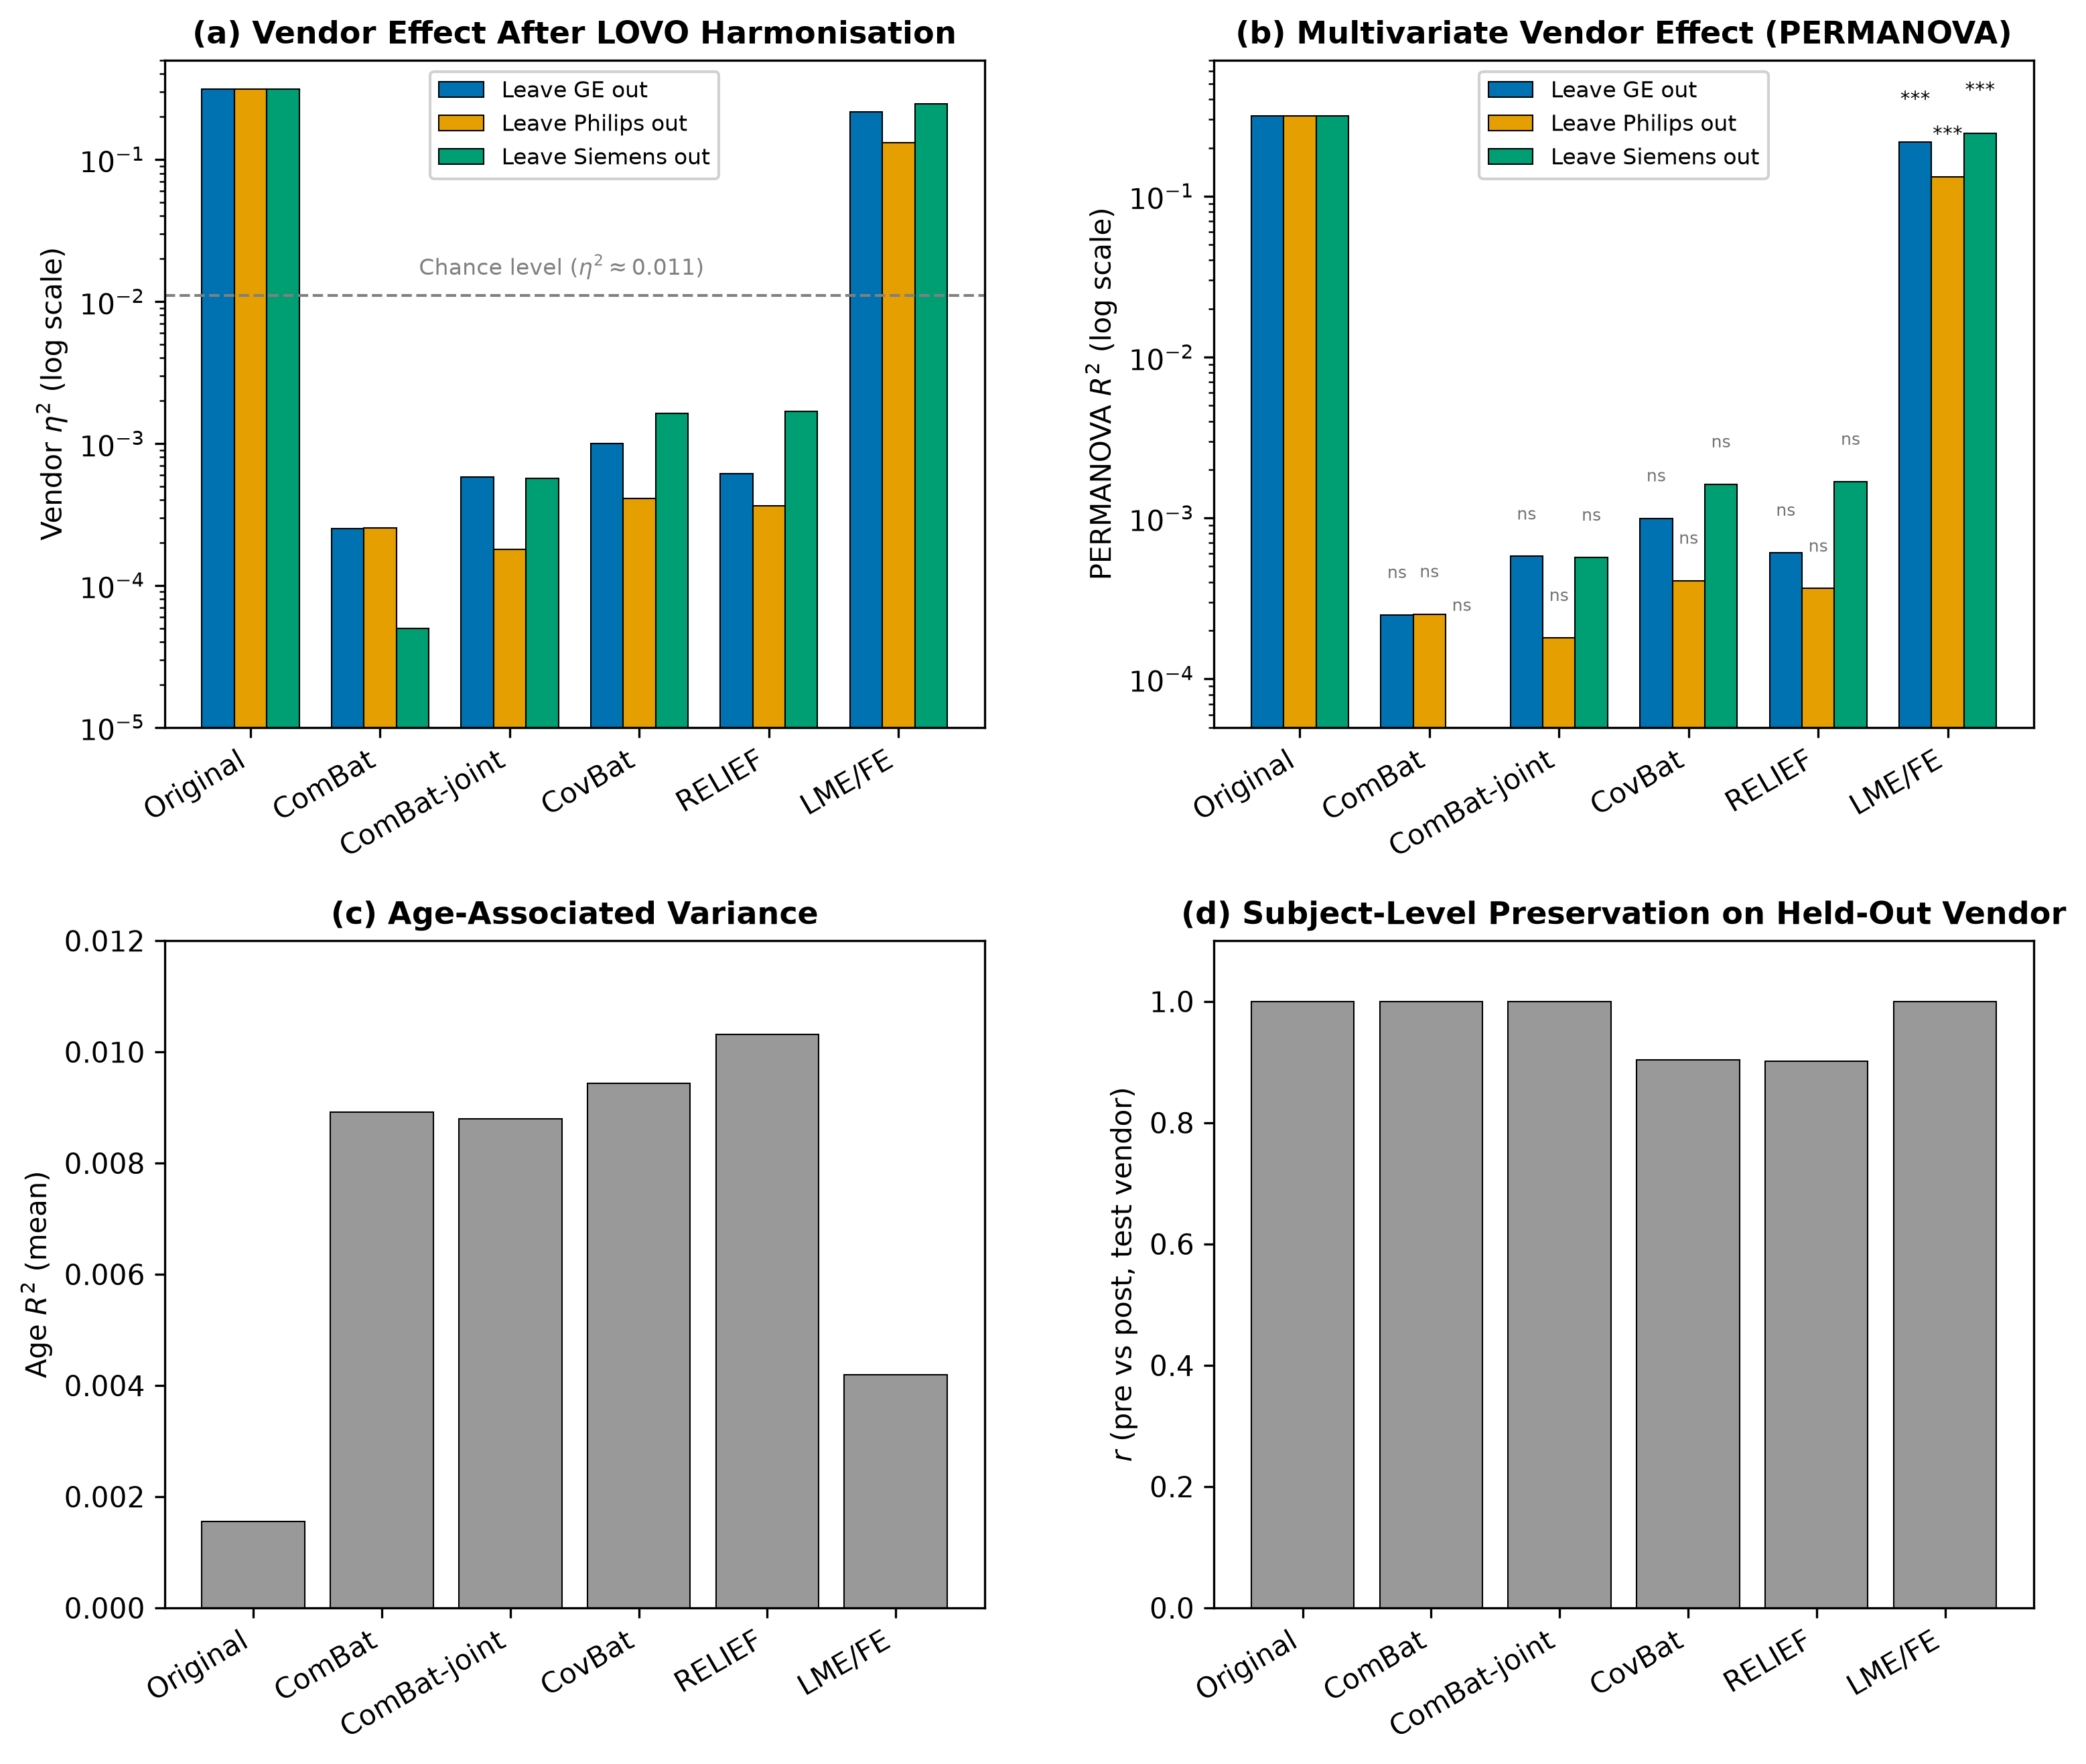 (a) Vendor Effect After LOVO Harmonisation
Vendor η² (log scale)
10⁻¹
10⁻²
10⁻³
10⁻⁴
10⁻⁵
Leave GE out
Leave Philips out
Leave Siemens out
Chance level (η² ≈ 0.011)
Original
ComBat
ComBat-joint
CovBat
RELIEF
LME/FE
(b) Multivariate Vendor Effect (PERMANOVA)
PERMANOVA R² (log scale)
10⁻¹
10⁻²
10⁻³
10⁻⁴
Leave GE out
Leave Philips out
Leave Siemens out
ns
ns
ns
ns
ns
ns
ns
ns
ns
ns
ns
ns
***
***
***
Original
ComBat
ComBat-joint
CovBat
RELIEF
LME/FE
(c) Age-Associated Variance
Age R² (mean)
0.012
0.010
0.008
0.006
0.004
0.002
0.000
Original
ComBat
ComBat-joint
CovBat
RELIEF
LME/FE
(d) Subject-Level Preservation on Held-Out Vendor
r (pre vs post, test vendor)
1.0
0.8
0.6
0.4
0.2
0.0
Original
ComBat
ComBat-joint
CovBat
RELIEF
LME/FE